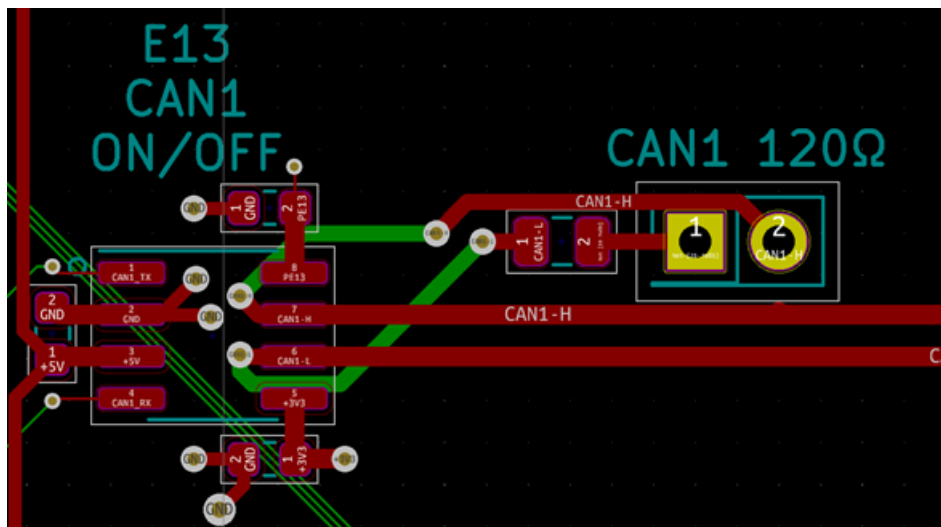 E13
CAN1
ON/OFF
CAN1 120Ω
GND
1
GND
2
PE13
CAN1-H
1
CAN1-L
2
1
2
CAN1-H
1
CAN1_TX
8
PE13
GND
2
GND
2
GND
GND
7
CAN1-H
CAN1-H
1
+5V
3
+5V
6
CAN1-L
4
CAN1_RX
5
+3V3
GND
2
GND
1
+3V3
+3V3
GND